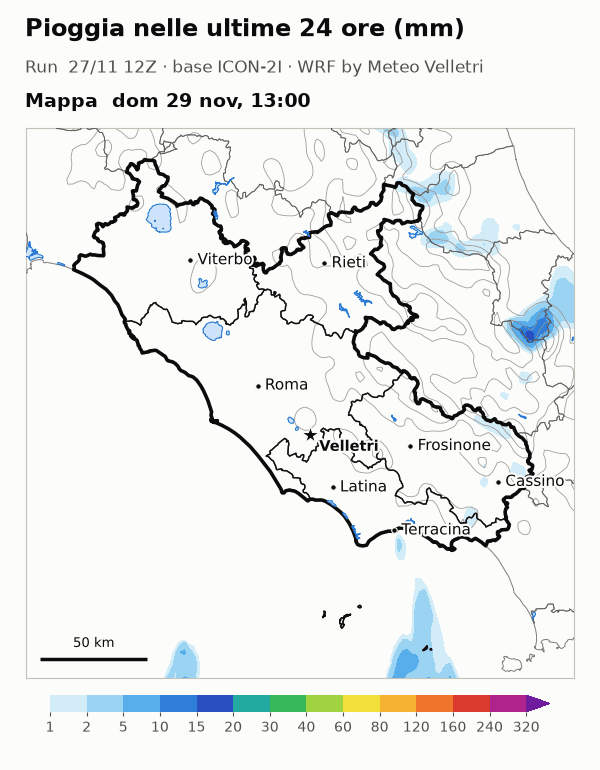 Pioggia nelle ultime 24 ore (mm)
Run  27/11 12Z · base ICON-2I · WRF by Meteo Velletri
Mappa  dom 29 nov, 13:00
Viterbo
Rieti
Roma
Velletri
Frosinone
Latina
Cassino
Terracina
50 km
1 2 5 10 15 20 30 40 60 80 120 160 240 320